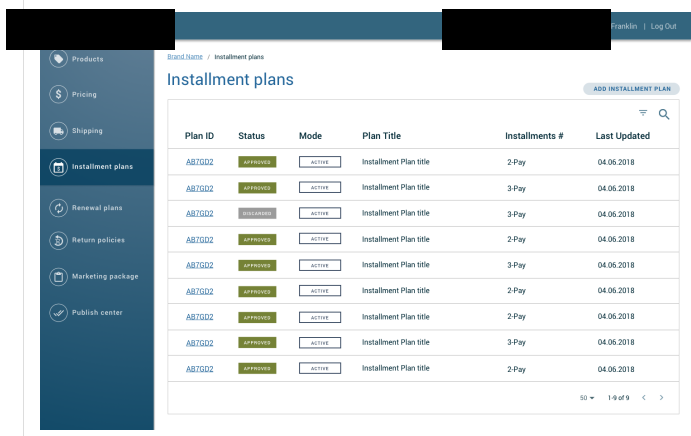 Franklin | Log Out
Products
Pricing
Shipping
Installment plans
Renewal plans
Return policies
Marketing package
Publish center
Brand Name / Installment plans
Installment plans
ADD INSTALLMENT PLAN
Plan ID Status Mode Plan Title Installments # Last Updated
AB7GD2 APPROVED ACTIVE Installment Plan title 2-Pay 04.06.2018
AB7GD2 APPROVED ACTIVE Installment Plan title 3-Pay 04.06.2018
AB7GD2 DISCARDED ACTIVE Installment Plan title 3-Pay 04.06.2018
AB7GD2 APPROVED ACTIVE Installment Plan title 2-Pay 04.06.2018
AB7GD2 APPROVED ACTIVE Installment Plan title 3-Pay 04.06.2018
AB7GD2 APPROVED ACTIVE Installment Plan title 2-Pay 04.06.2018
AB7GD2 APPROVED ACTIVE Installment Plan title 2-Pay 04.06.2018
AB7GD2 APPROVED ACTIVE Installment Plan title 3-Pay 04.06.2018
AB7GD2 APPROVED ACTIVE Installment Plan title 2-Pay 04.06.2018
50 1-9 of 9